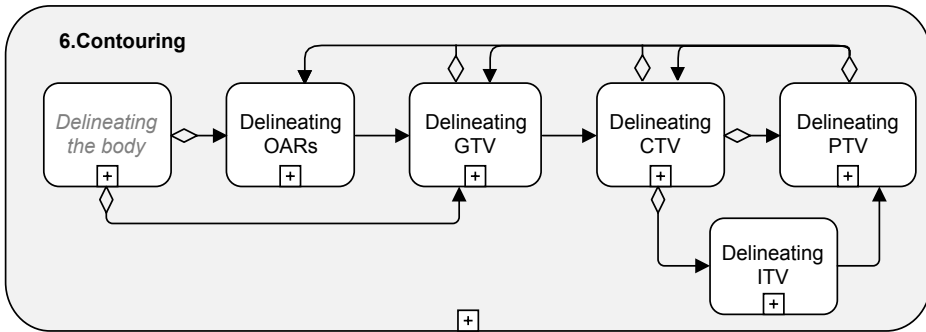 6.Contouring
Delineating
the body
Delineating
OARs
Delineating
GTV
Delineating
CTV
Delineating
PTV
Delineating
ITV